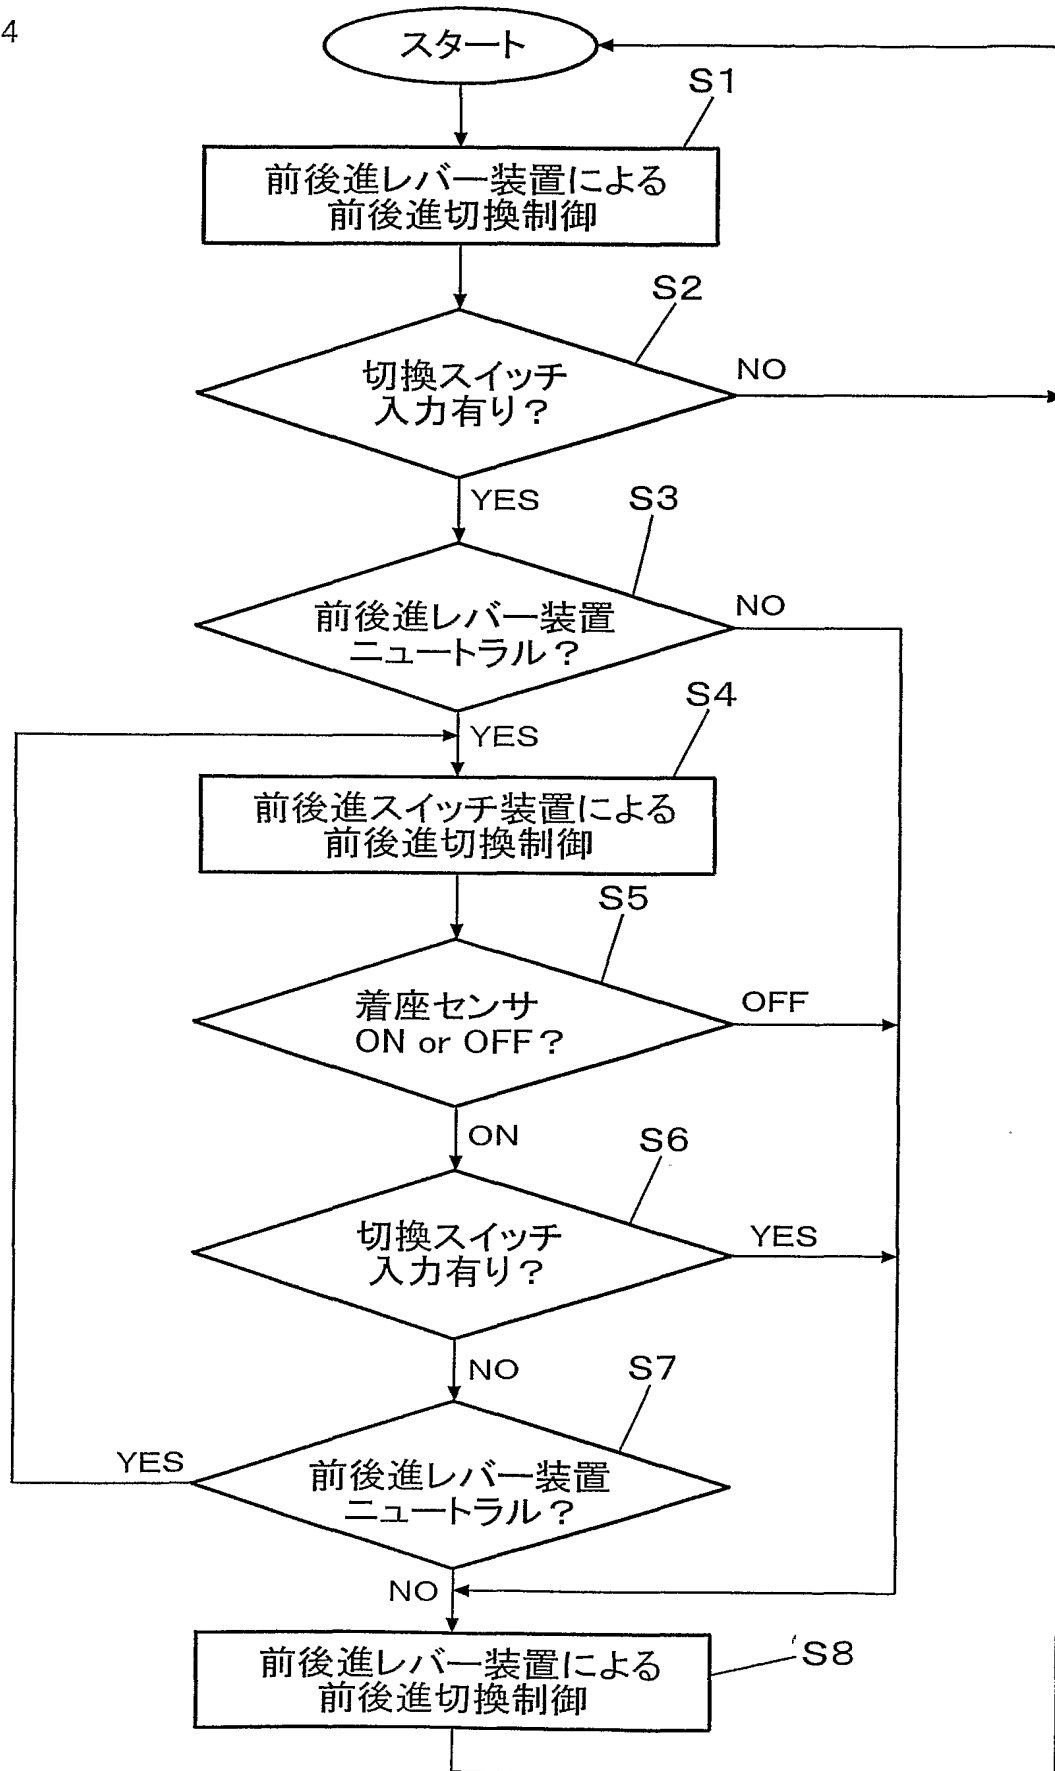 4
スタート
S1
前後進レバー装置による
前後進切換制御
S2
切換スイッチ
入力有り？
NO
YES
S3
前後進レバー装置
ニュートラル？
NO
S4
YES
前後進スイッチ装置による
前後進切換制御
S5
着座センサ
ON or OFF？
OFF
ON
S6
切換スイッチ
入力有り？
YES
NO
S7
YES
前後進レバー装置
ニュートラル？
NO
S8
前後進レバー装置による
前後進切換制御